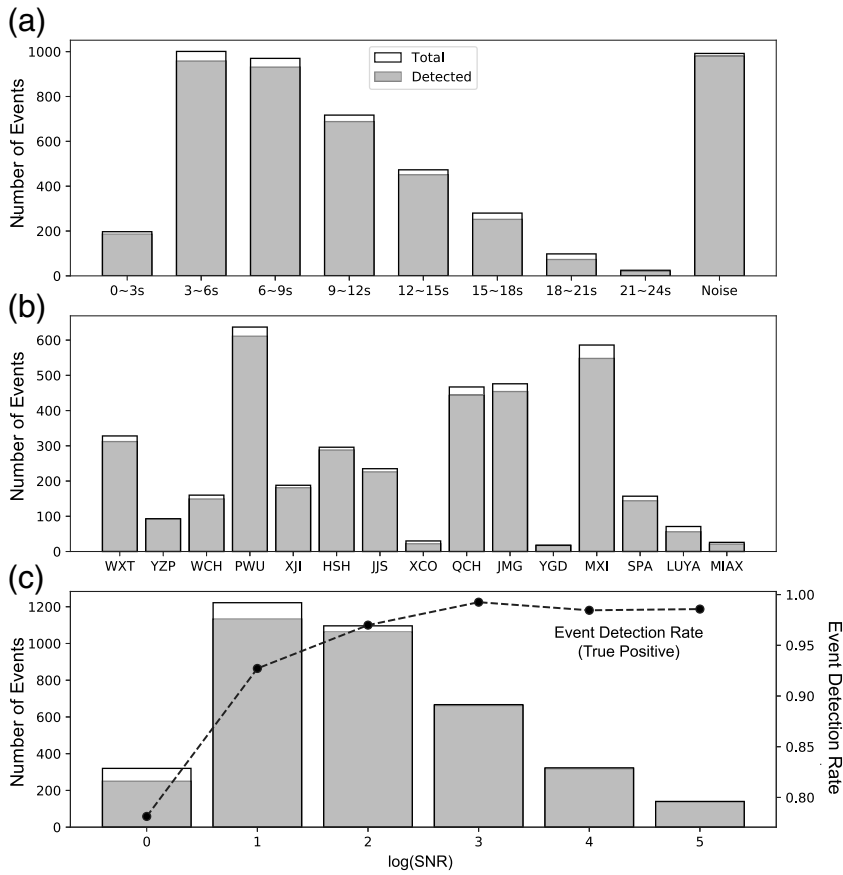 (a)
Number of Events
1000
800
600
400
200
0
Total
Detected
0~3s 3~6s 6~9s 9~12s 12~15s 15~18s 18~21s 21~24s Noise
(b)
Number of Events
600
500
400
300
200
100
0
WXT YZP WCH PWU XJI HSH JJS XCO QCH JMG YGD MXI SPA LUYA MIAX
(c)
Number of Events
1200
1000
800
600
400
200
0
Event Detection Rate
(True Positive)
1.00
0.95
0.90
0.85
0.80
Event Detection Rate
0 1 2 3 4 5
log(SNR)